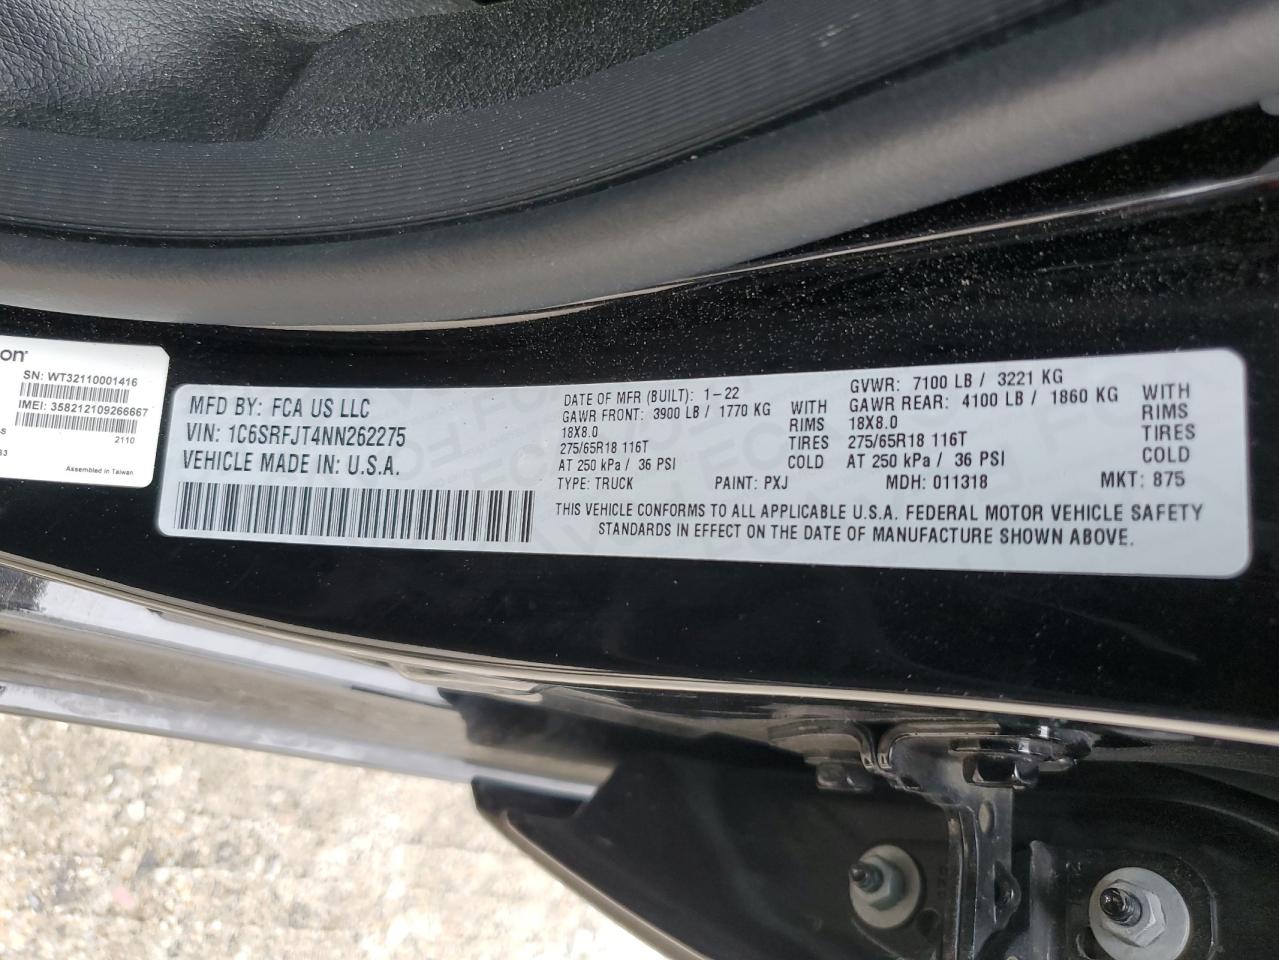 on
SN: WT32110001416
IMEI: 358212109266667
2110
Assembled in Taiwan
MFD BY: FCA US LLC
VIN: 1C6SRFJT4NN262275
VEHICLE MADE IN: U.S.A.
DATE OF MFR (BUILT): 1-22
GAWR FRONT: 3900 LB / 1770 KG WITH
18X8.0 RIMS
275/65R18 116T TIRES
AT 250 kPa / 36 PSI COLD
GVWR: 7100 LB / 3221 KG
GAWR REAR: 4100 LB / 1860 KG WITH
18X8.0 RIMS
275/65R18 116T TIRES
AT 250 kPa / 36 PSI COLD
TYPE: TRUCK PAINT: PXJ MDH: 011318 MKT: 875
THIS VEHICLE CONFORMS TO ALL APPLICABLE U.S.A. FEDERAL MOTOR VEHICLE SAFETY
STANDARDS IN EFFECT ON THE DATE OF MANUFACTURE SHOWN ABOVE.